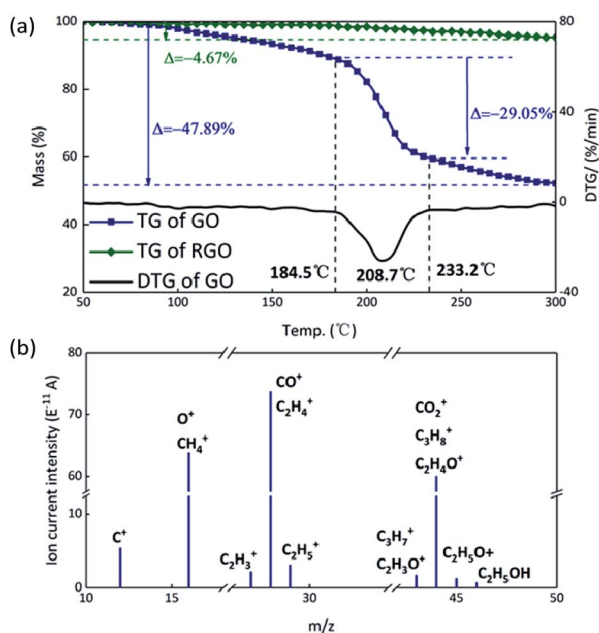 (a)
100
80
60
40
20
Mass (%)
80
40
0
-40
DTG/ (%/min)
Δ=−4.67%
Δ=−47.89%
Δ=−29.05%
TG of GO
TG of RGO
DTG of GO
184.5℃
208.7℃
233.2℃
50
100
150
200
250
300
Temp. (℃)
(b)
80
70
60
10
0
Ion current intensity (E⁻¹¹ A)
C⁺
O⁺
CH₄⁺
C₂H₃⁺
CO⁺
C₂H₄⁺
C₂H₅⁺
C₃H₇⁺
C₂H₃O⁺
CO₂⁺
C₃H₈⁺
C₂H₄O⁺
C₂H₅O+
C₂H₅OH
10
15
30
45
50
m/z